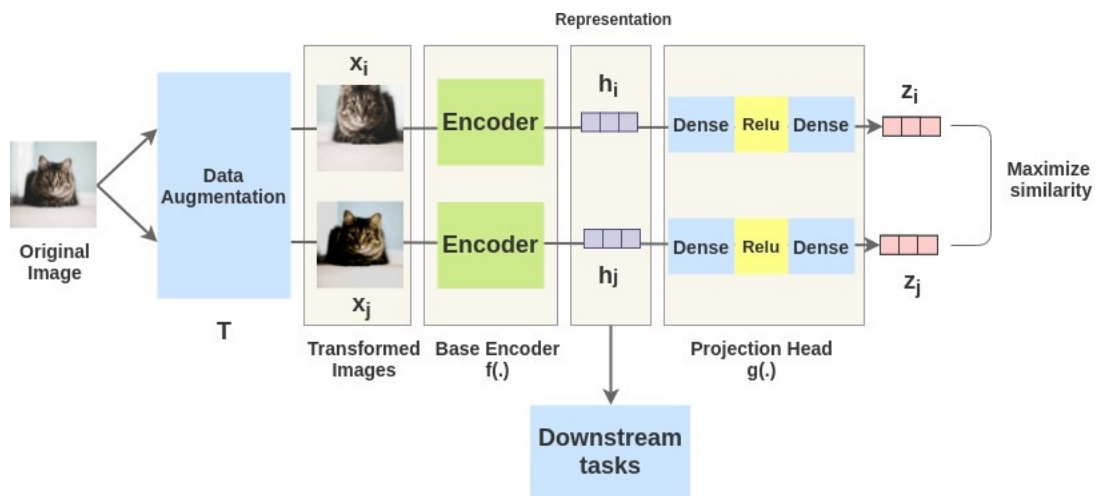 Representation
x_i
h_i
z_i
Encoder
Dense
Relu
Dense
Data
Augmentation
Maximize
similarity
Original
Image
Encoder
Dense
Relu
Dense
x_j
h_j
z_j
T
Transformed
Images
Base Encoder
f(.)
Projection Head
g(.)
Downstream
tasks